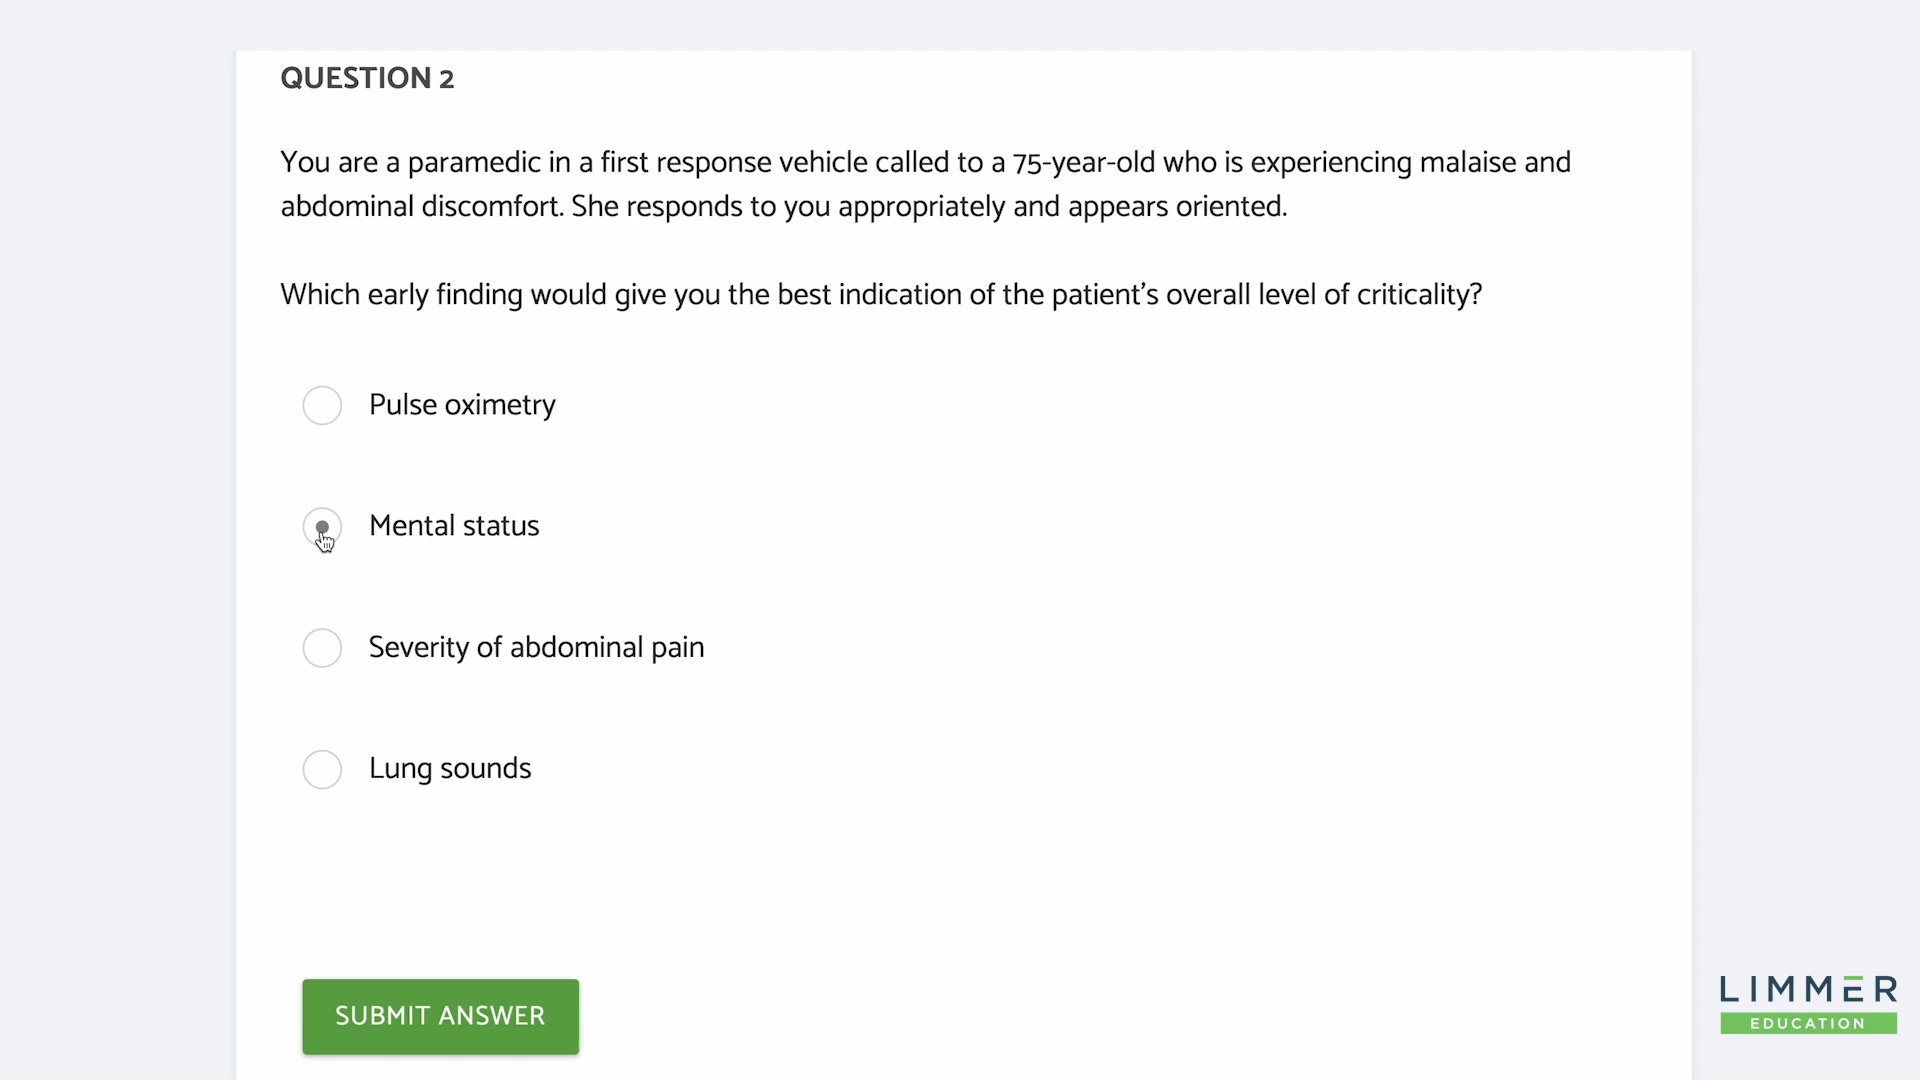 QUESTION 2
You are a paramedic in a first response vehicle called to a 75-year-old who is experiencing malaise and
abdominal discomfort. She responds to you appropriately and appears oriented.
Which early finding would give you the best indication of the patient's overall level of criticality?
Pulse oximetry
Mental status
Severity of abdominal pain
Lung sounds
SUBMIT ANSWER
LIMMER
EDUCATION